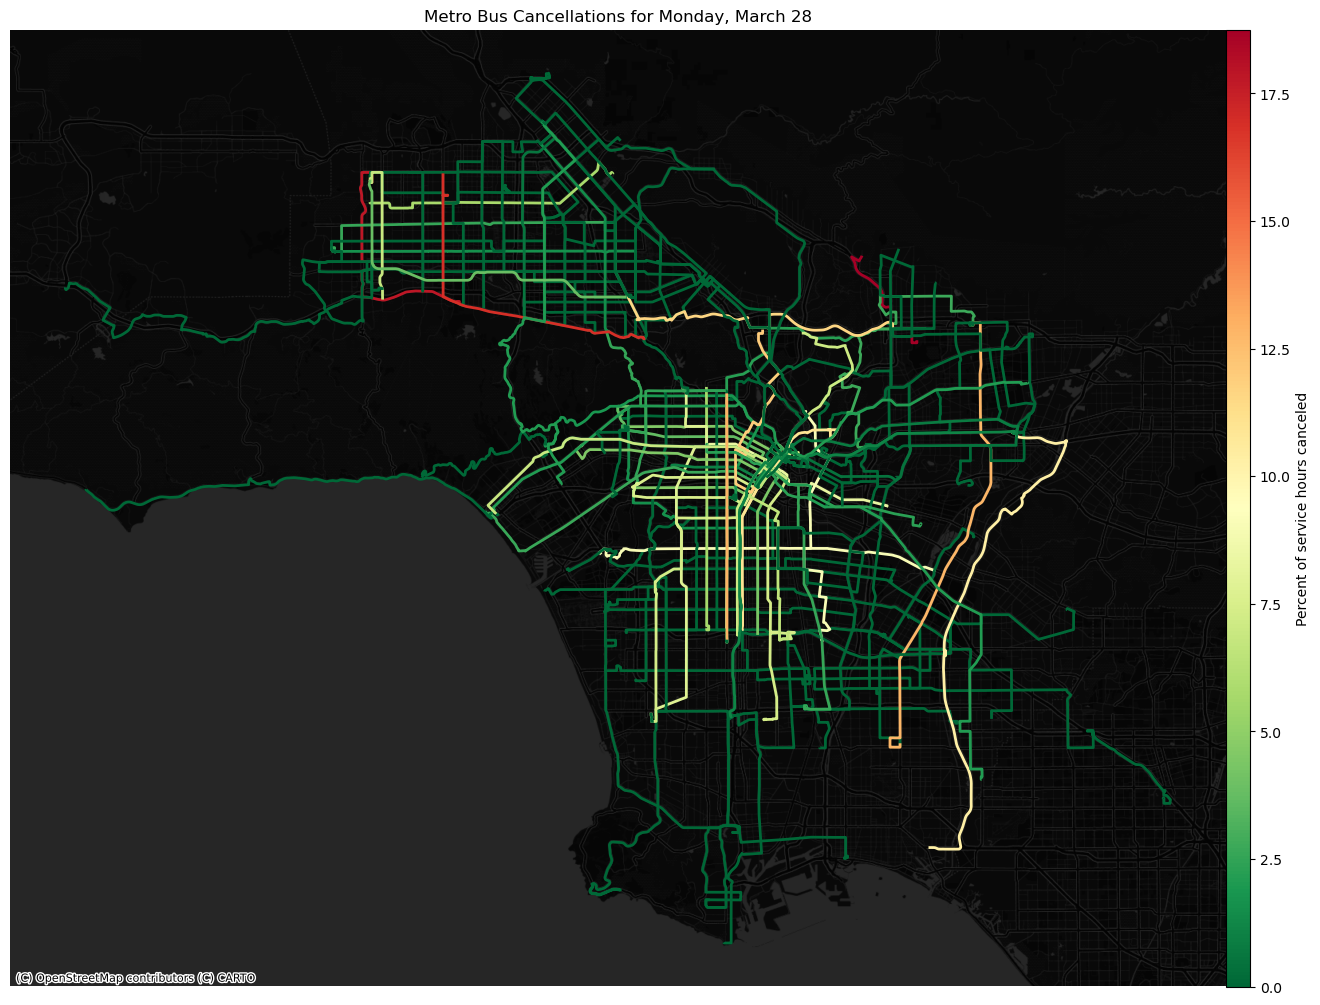 Metro Bus Cancellations for Monday, March 28
17.5
15.0
12.5
10.0
7.5
5.0
2.5
0.0
Percent of service hours canceled
(C) OpenStreetMap contributors (C) CARTO